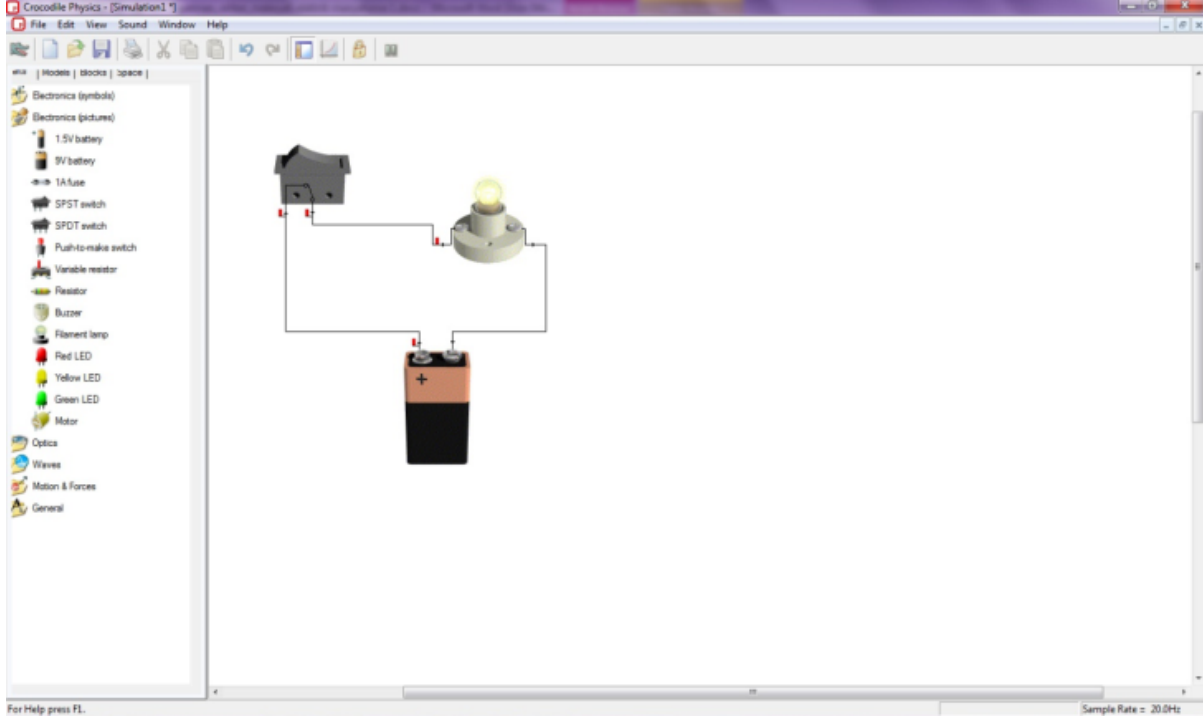 Crocodile Physics - [Simulation1 *]
File Edit View Sound Window Help
Models | Blocks | Space |
Electronics (symbols)
Electronics (pictures)
1.5V battery
9V battery
1A fuse
SPST switch
SPDT switch
Push-to-make switch
Variable resistor
Resistor
Buzzer
Filament lamp
Red LED
Yellow LED
Green LED
Motor
Optics
Waves
Motion & Forces
General
+
For Help press F1.
Sample Rate = 20.0Hz